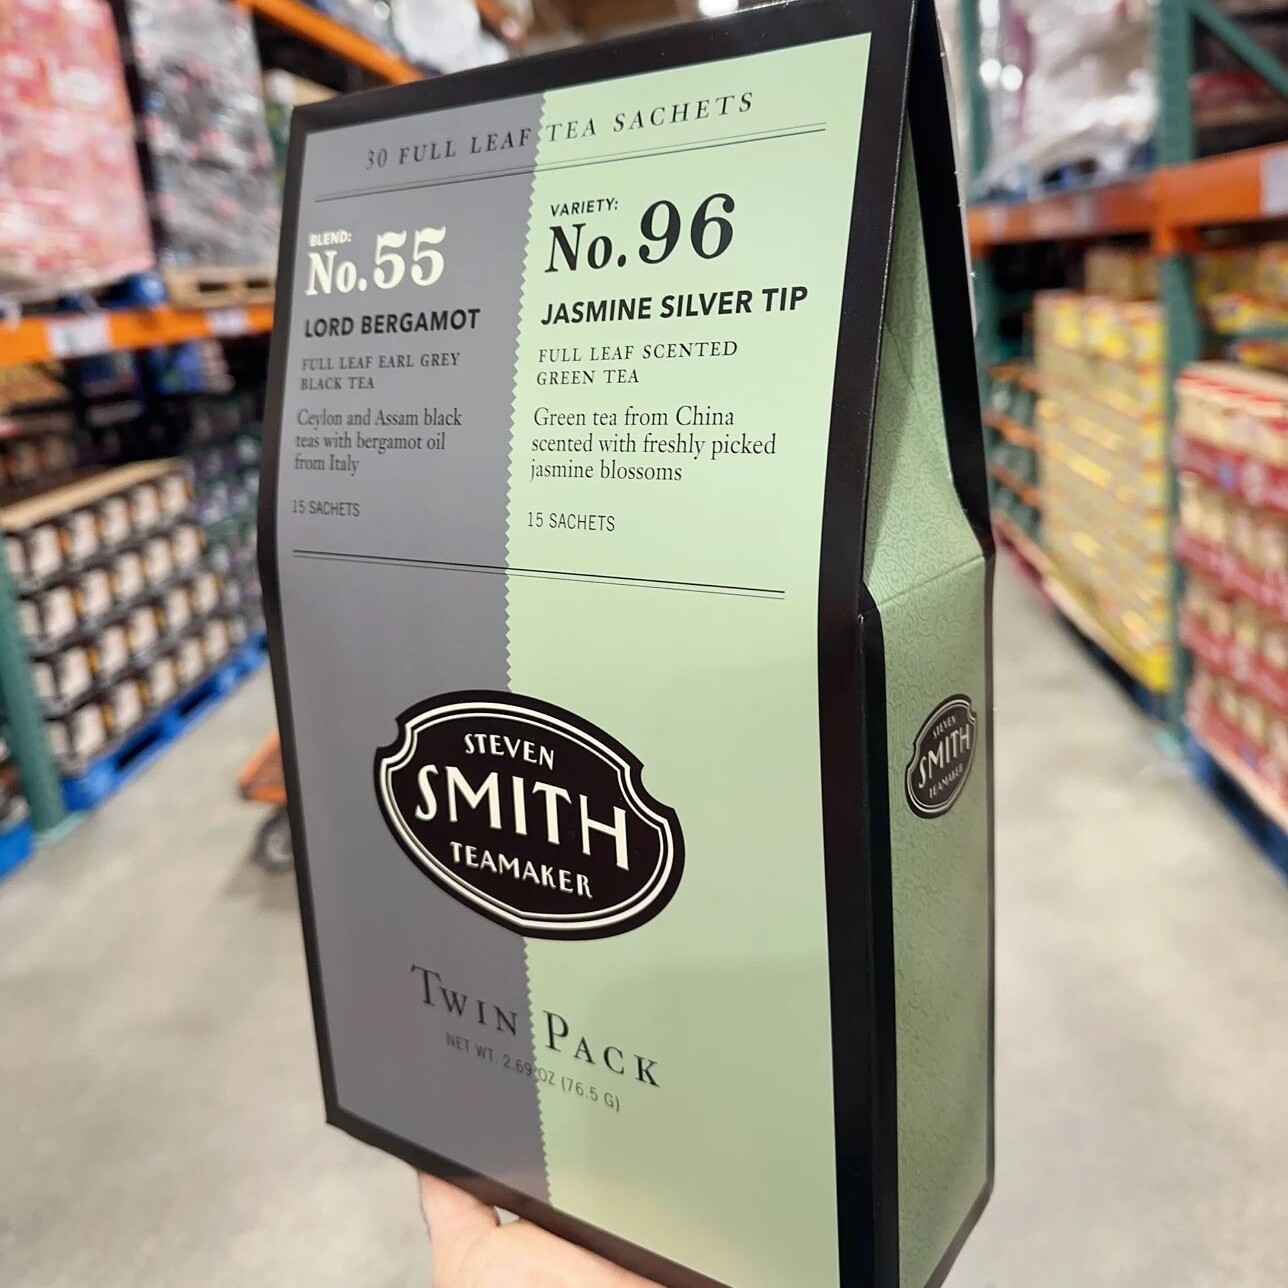 30 FULL LEAF TEA SACHETS
BLEND:
No.55
LORD BERGAMOT
FULL LEAF EARL GREY
BLACK TEA
Ceylon and Assam black
teas with bergamot oil
from Italy
15 SACHETS
VARIETY:
No.96
JASMINE SILVER TIP
FULL LEAF SCENTED
GREEN TEA
Green tea from China
scented with freshly picked
jasmine blossoms
15 SACHETS
STEVEN
SMITH
TEAMAKER
TWIN PACK
NET WT. 2.69 OZ (76.5 G)
STEVEN
SMITH
TEAMAKER